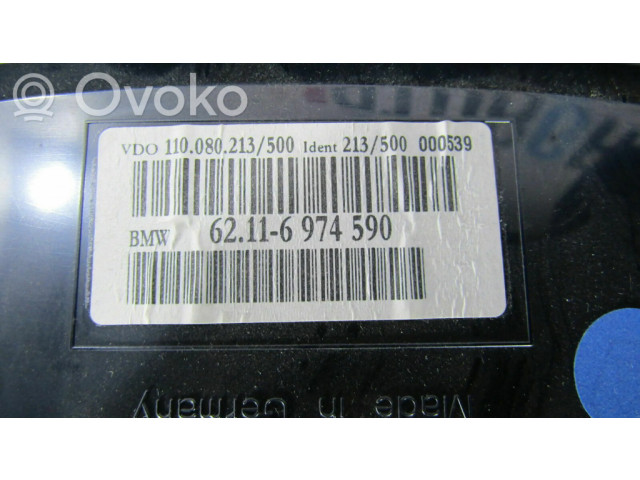 Ovoko
VDO 110.080.213/500 Ident 213/500 000539
BMW 62.11-6 974 590
Made in Germany